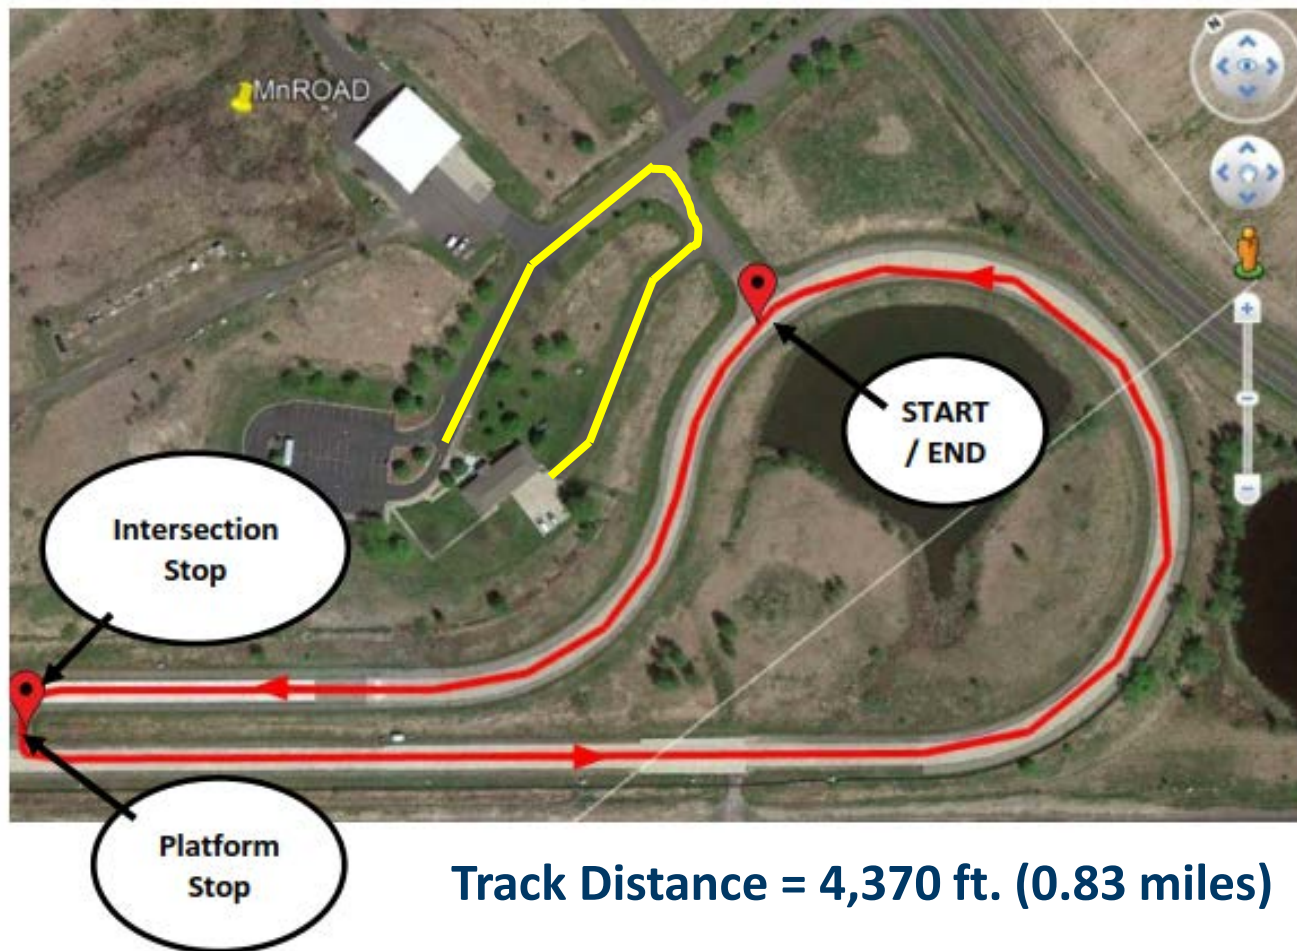 N
MnROAD
START
/ END
Intersection
Stop
Platform
Stop
Track Distance = 4,370 ft. (0.83 miles)